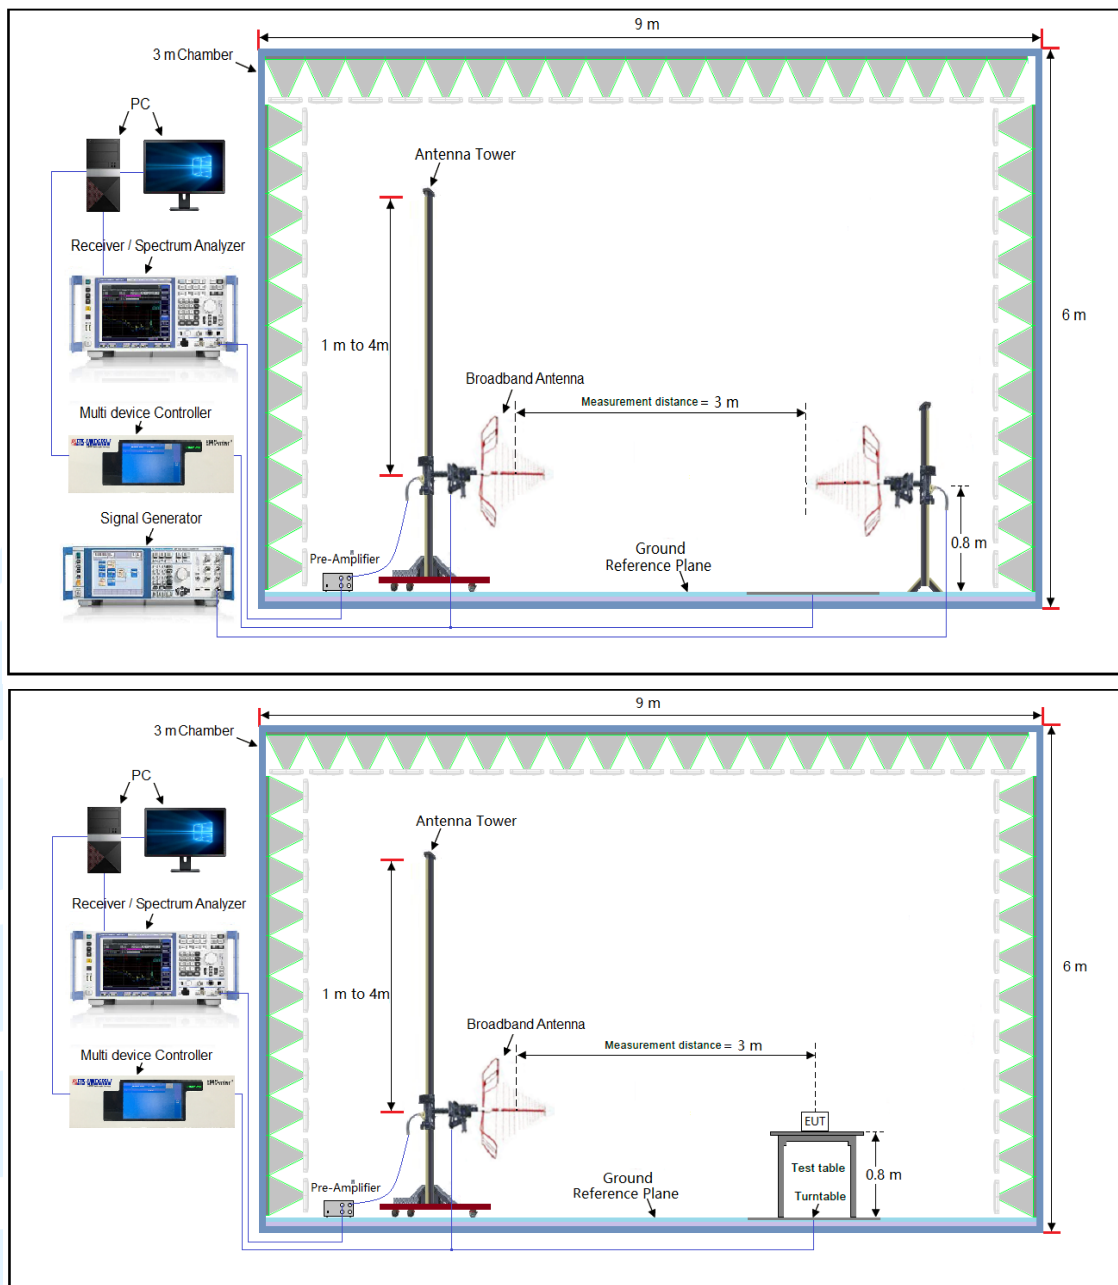 9 m
3 m Chamber
PC
Antenna Tower
Receiver / Spectrum Analyzer
6 m
1 m to 4m
Broadband Antenna
Measurement distance = 3 m
Multi device Controller
Signal Generator
0.8 m
Pre-Amplifier
Ground
Reference Plane
9 m
3 m Chamber
PC
Antenna Tower
Receiver / Spectrum Analyzer
6 m
1 m to 4m
Broadband Antenna
Measurement distance = 3 m
Multi device Controller
EUT
Test table
0.8 m
Ground
Reference Plane
Pre-Amplifier
Turntable